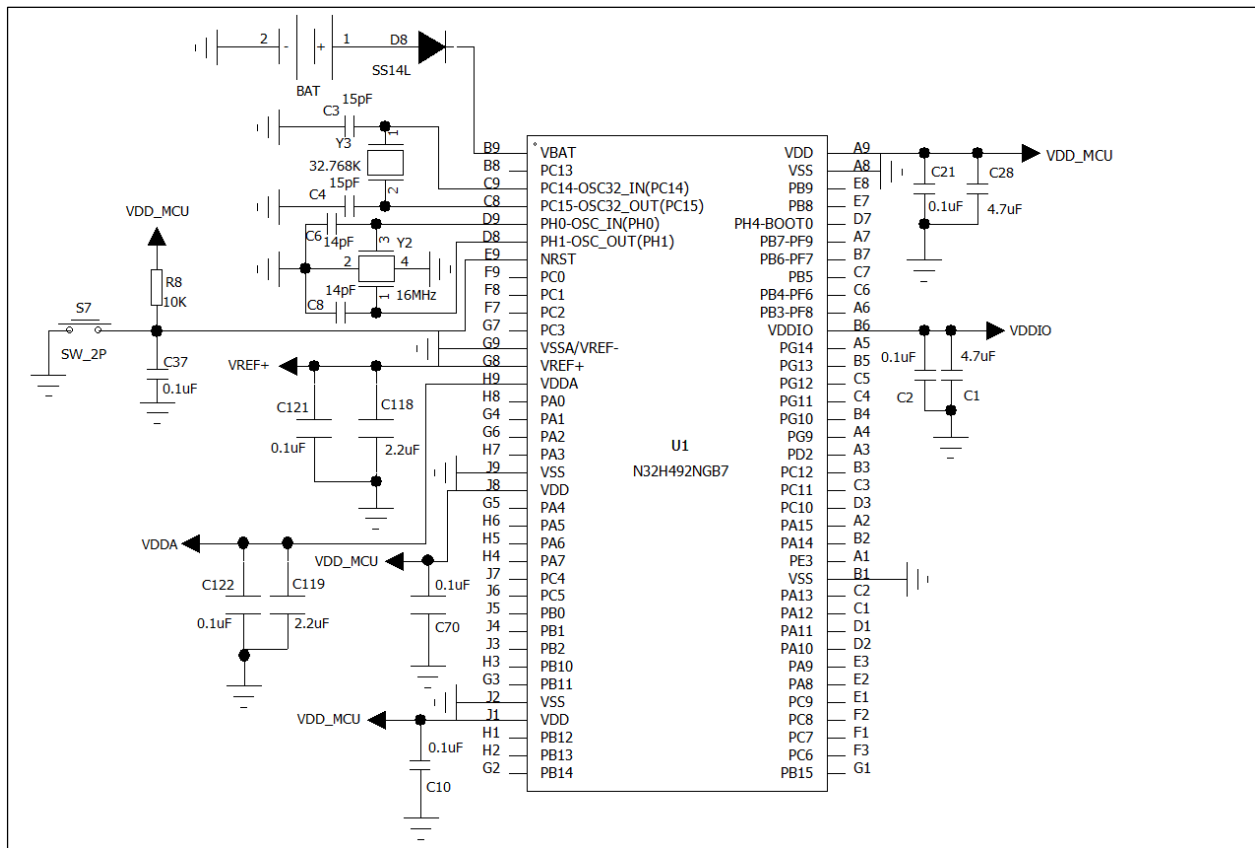 2 - + 1 D8
SS14L
BAT
15pF
C3
Y3
1
32.768K
15pF
2
C4
VDD_MCU
C6
14pF
3
Y2
2
4
14pF
1
16MHz
C8
R8
10K
S7
SW_2P
C37
0.1uF
VREF+
C121
C118
0.1uF
2.2uF
VDDA
C122
C119
0.1uF
2.2uF
VDD_MCU
0.1uF
C70
VDD_MCU
0.1uF
C10
B9 VBAT
B8 PC13
C9 PC14-OSC32_IN(PC14)
C8 PC15-OSC32_OUT(PC15)
D9 PH0-OSC_IN(PH0)
D8 PH1-OSC_OUT(PH1)
E9 NRST
F9 PC0
F8 PC1
F7 PC2
G7 PC3
G9 VSSA/VREF-
G8 VREF+
H9 VDDA
H8 PA0
G4 PA1
G6 PA2
H7 PA3
J9 VSS
J8 VDD
G5 PA4
H6 PA5
H5 PA6
H4 PA7
J7 PC4
J6 PC5
J5 PB0
J4 PB1
J3 PB2
H3 PB10
G3 PB11
J2 VSS
J1 VDD
H1 PB12
H2 PB13
G2 PB14
U1
N32H492NGB7
VDD A9
VSS A8
PB9 E8
PB8 E7
PH4-BOOT0 D7
PB7-PF9 A7
PB6-PF7 B7
PB5 C7
PB4-PF6 C6
PB3-PF8 A6
VDDIO B6
PG14 A5
PG13 B5
PG12 C5
PG11 C4
PG10 B4
PG9 A4
PD2 A3
PC12 B3
PC11 C3
PC10 D3
PA15 A2
PA14 B2
PE3 A1
VSS B1
PA13 C2
PA12 C1
PA11 D1
PA10 D2
PA9 E3
PA8 E2
PC9 E1
PC8 F2
PC7 F1
PC6 F3
PB15 G1
VDD_MCU
C21
C28
0.1uF
4.7uF
VDDIO
0.1uF
4.7uF
C2
C1